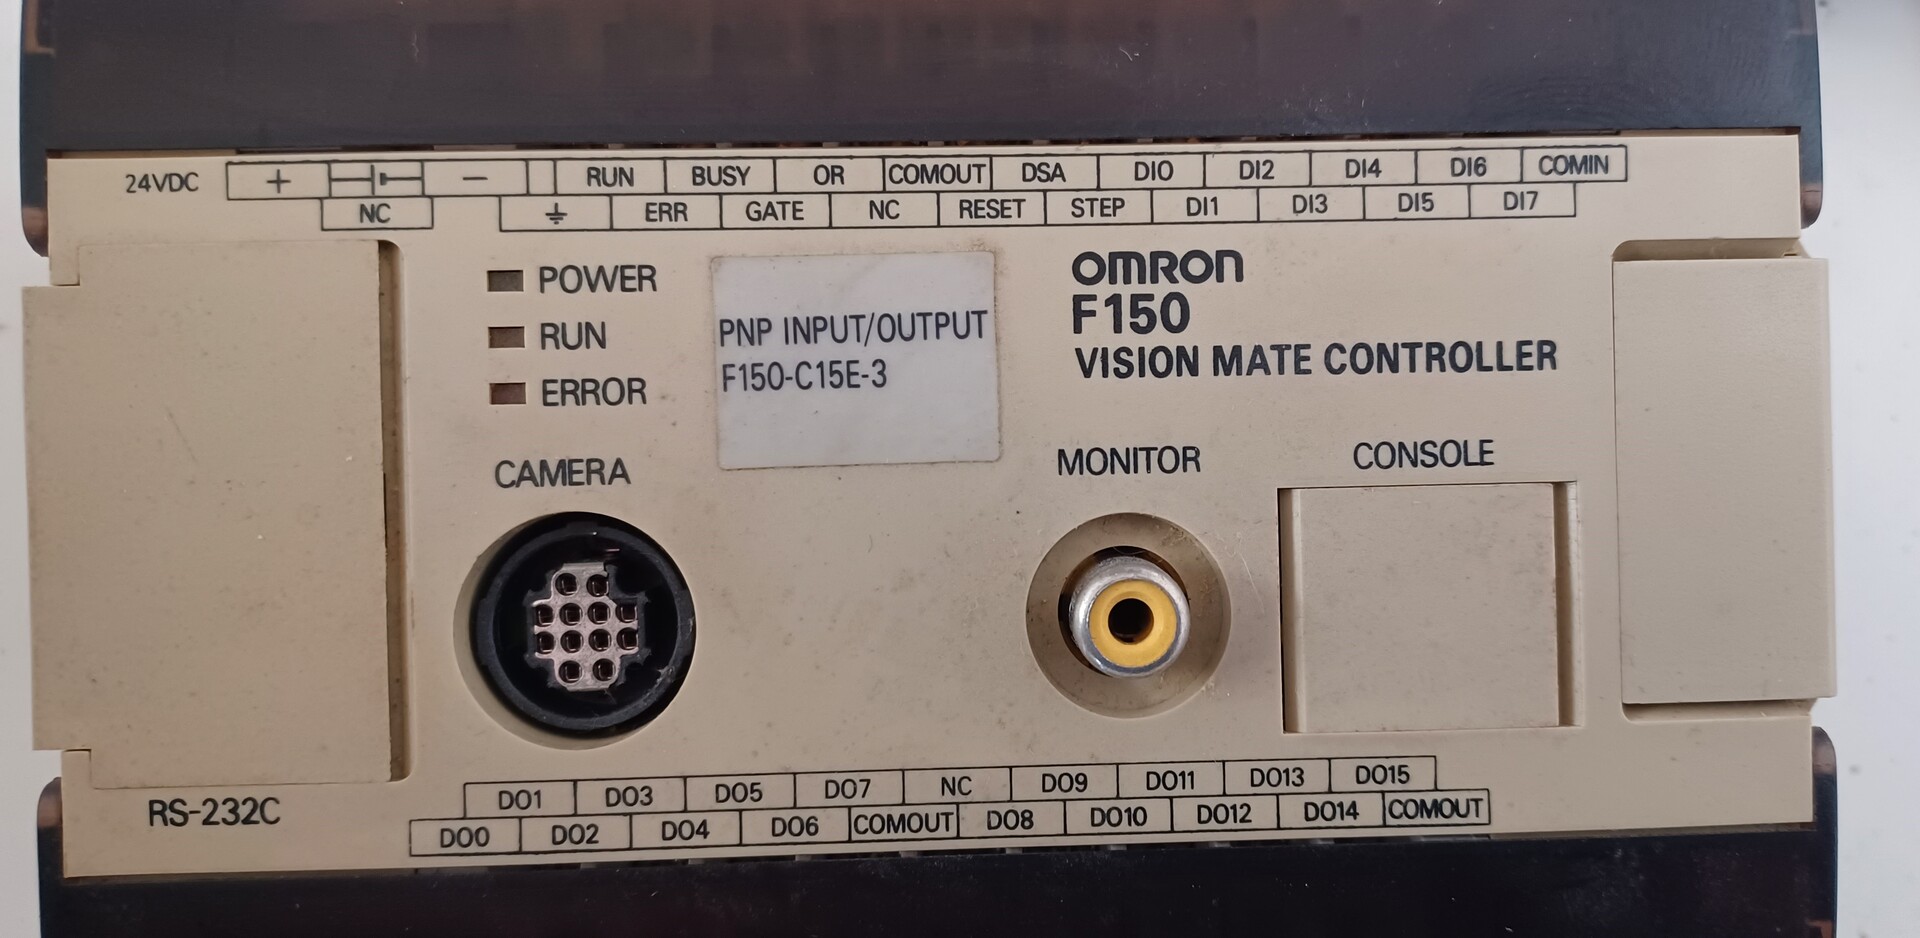 24VDC + − RUN BUSY OR COMOUT DSA DI0 DI2 DI4 DI6 COMIN
NC ERR GATE NC RESET STEP DI1 DI3 DI5 DI7
POWER
RUN
ERROR
PNP INPUT/OUTPUT
F150-C15E-3
OMRON
F150
VISION MATE CONTROLLER
CAMERA
MONITOR
CONSOLE
RS-232C
DO1 DO3 DO5 DO7 NC DO9 DO11 DO13 DO15
DO0 DO2 DO4 DO6 COMOUT DO8 DO10 DO12 DO14 COMOUT